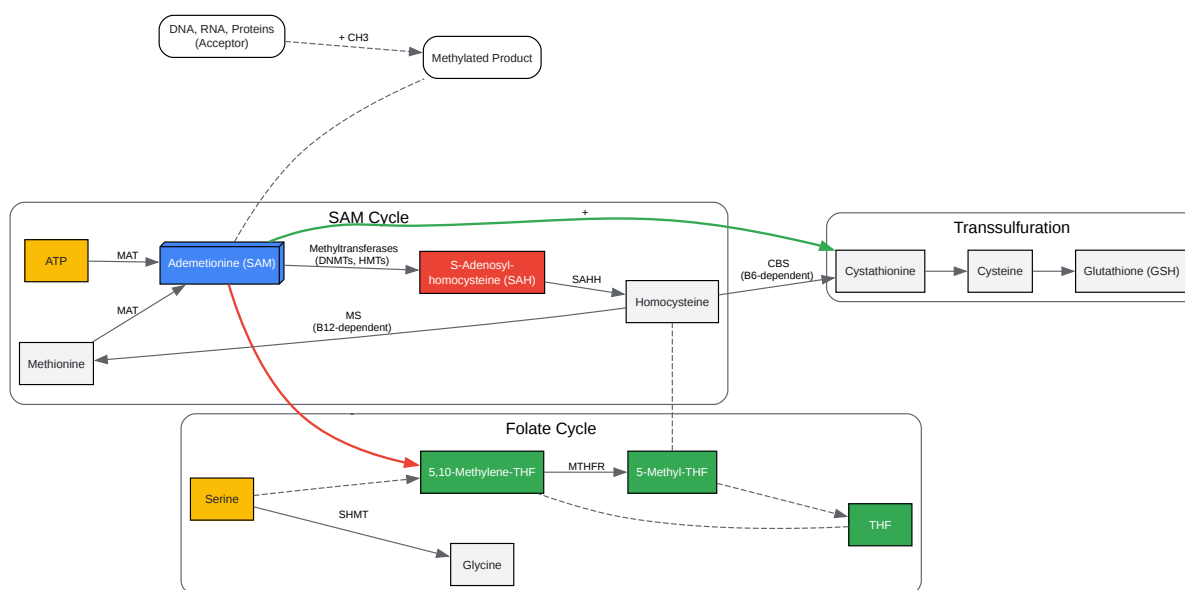 DNA, RNA, Proteins
(Acceptor)
+ CH3
Methylated Product
SAM Cycle
+
Transsulfuration
ATP
MAT
Ademetionine (SAM)
Methyltransferases
(DNMTs, HMTs)
S-Adenosyl-
homocysteine (SAH)
SAHH
Homocysteine
CBS
(B6-dependent)
Cystathionine
Cysteine
Glutathione (GSH)
MAT
MS
(B12-dependent)
Methionine
-
Folate Cycle
5,10-Methylene-THF
MTHFR
5-Methyl-THF
Serine
SHMT
THF
Glycine